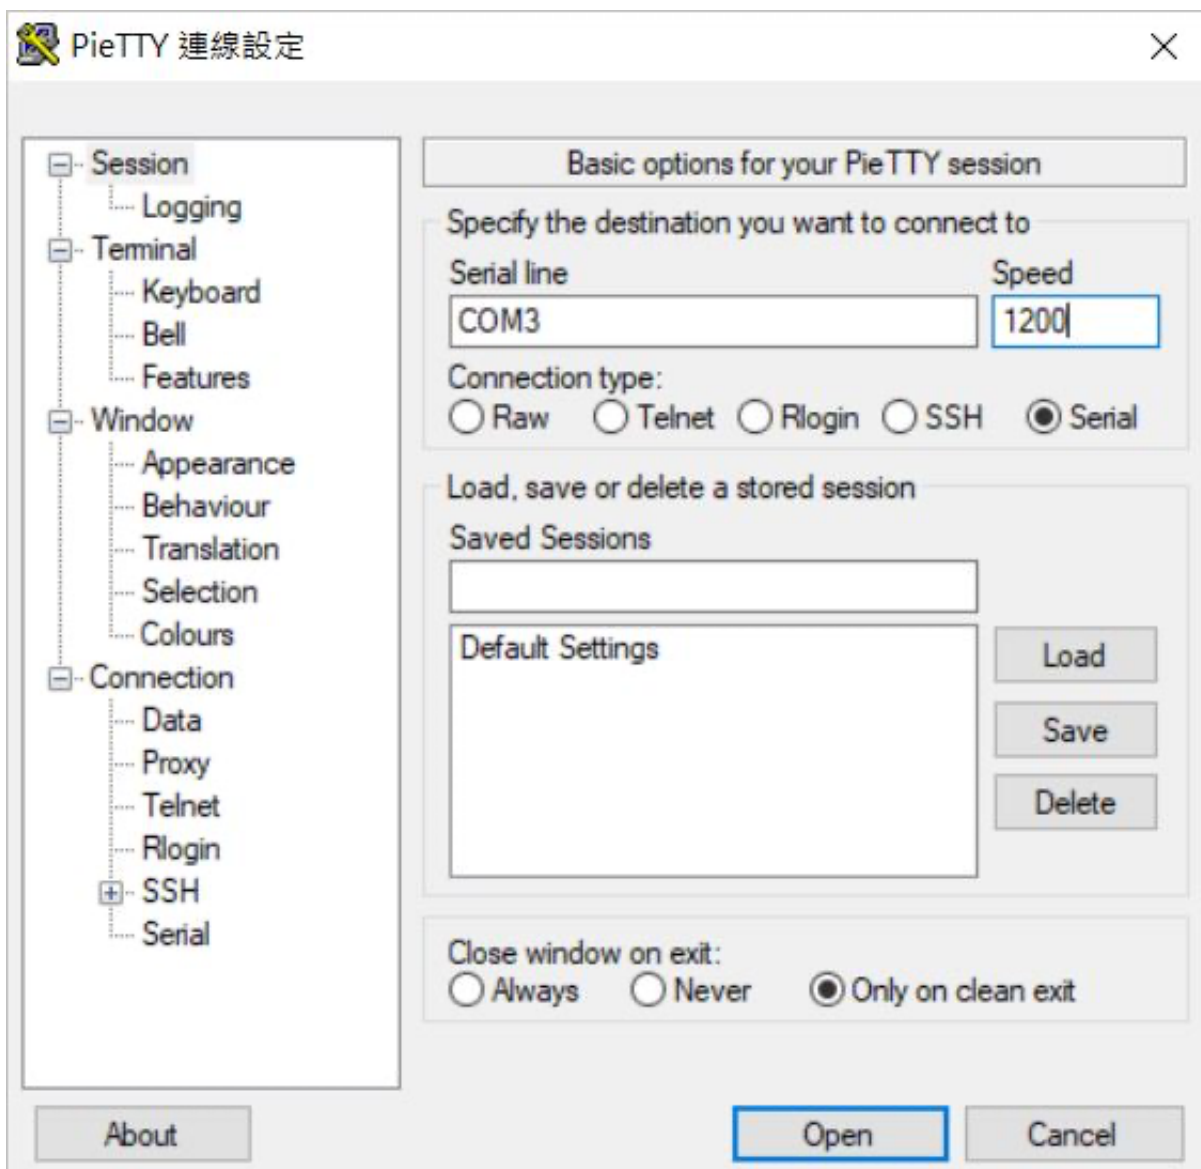 PieTTY 連線設定
Session
Logging
Terminal
Keyboard
Bell
Features
Window
Appearance
Behaviour
Translation
Selection
Colours
Connection
Data
Proxy
Telnet
Rlogin
SSH
Serial
About
Basic options for your PieTTY session
Specify the destination you want to connect to
Serial line Speed
COM3 1200
Connection type:
Raw Telnet Rlogin SSH Serial
Load, save or delete a stored session
Saved Sessions
Default Settings
Load
Save
Delete
Close window on exit:
Always Never Only on clean exit
Open Cancel